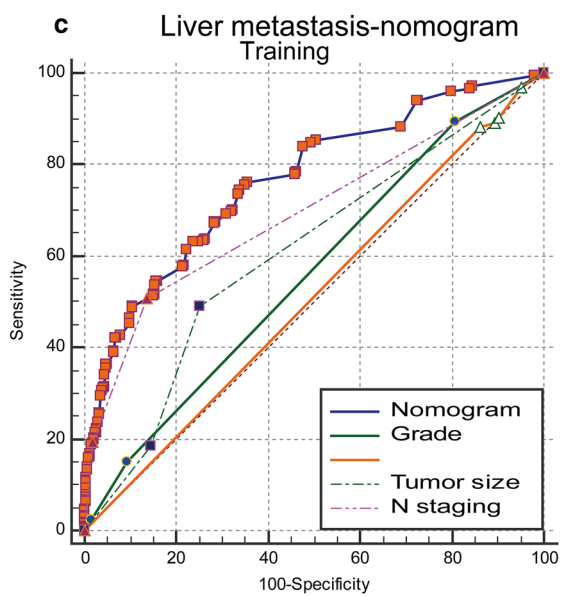 c
Liver metastasis-nomogram
Training
100
80
60
40
20
0
Sensitivity
Nomogram
Grade
Tumor size
N staging
0 20 40 60 80 100
100-Specificity